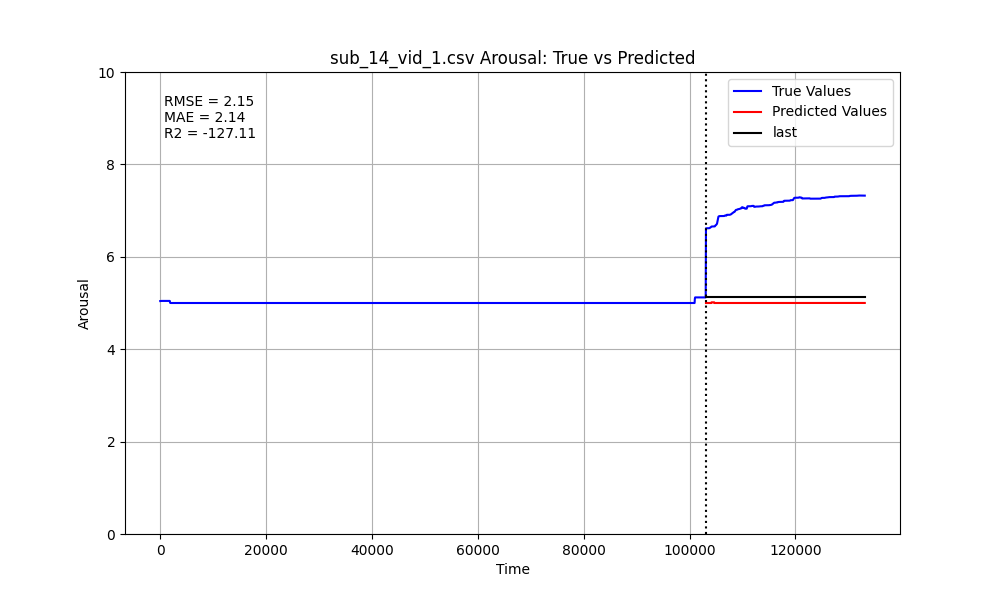 sub_14_vid_1.csv Arousal: True vs Predicted
RMSE = 2.15
MAE = 2.14
R2 = -127.11
True Values
Predicted Values
last
10
8
6
4
2
0
Arousal
0
20000
40000
60000
80000
100000
120000
Time